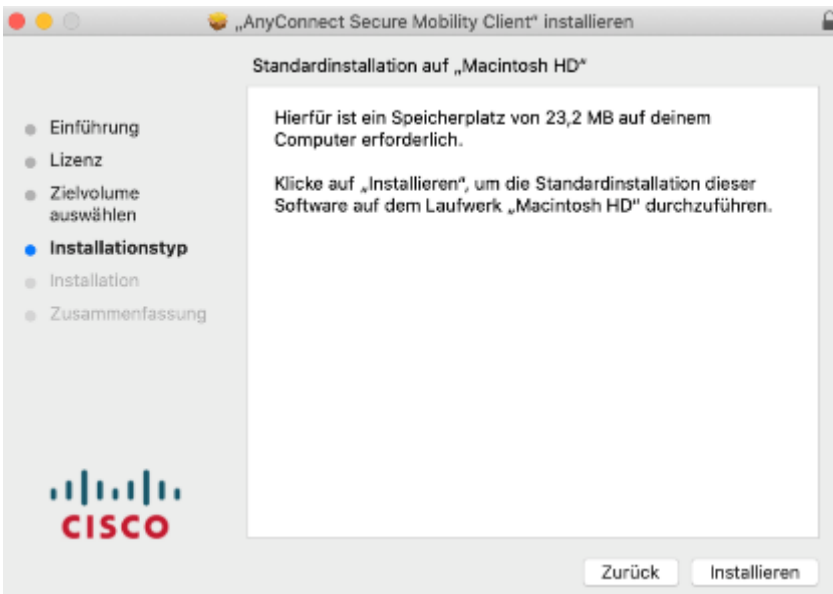 „AnyConnect Secure Mobility Client“ installieren
Standardinstallation auf „Macintosh HD“
Einführung
Lizenz
Zielvolume
auswählen
Installationstyp
Installation
Zusammenfassung
Hierfür ist ein Speicherplatz von 23,2 MB auf deinem
Computer erforderlich.
Klicke auf „Installieren“, um die Standardinstallation dieser
Software auf dem Laufwerk „Macintosh HD“ durchzuführen.
CISCO
Zurück
Installieren